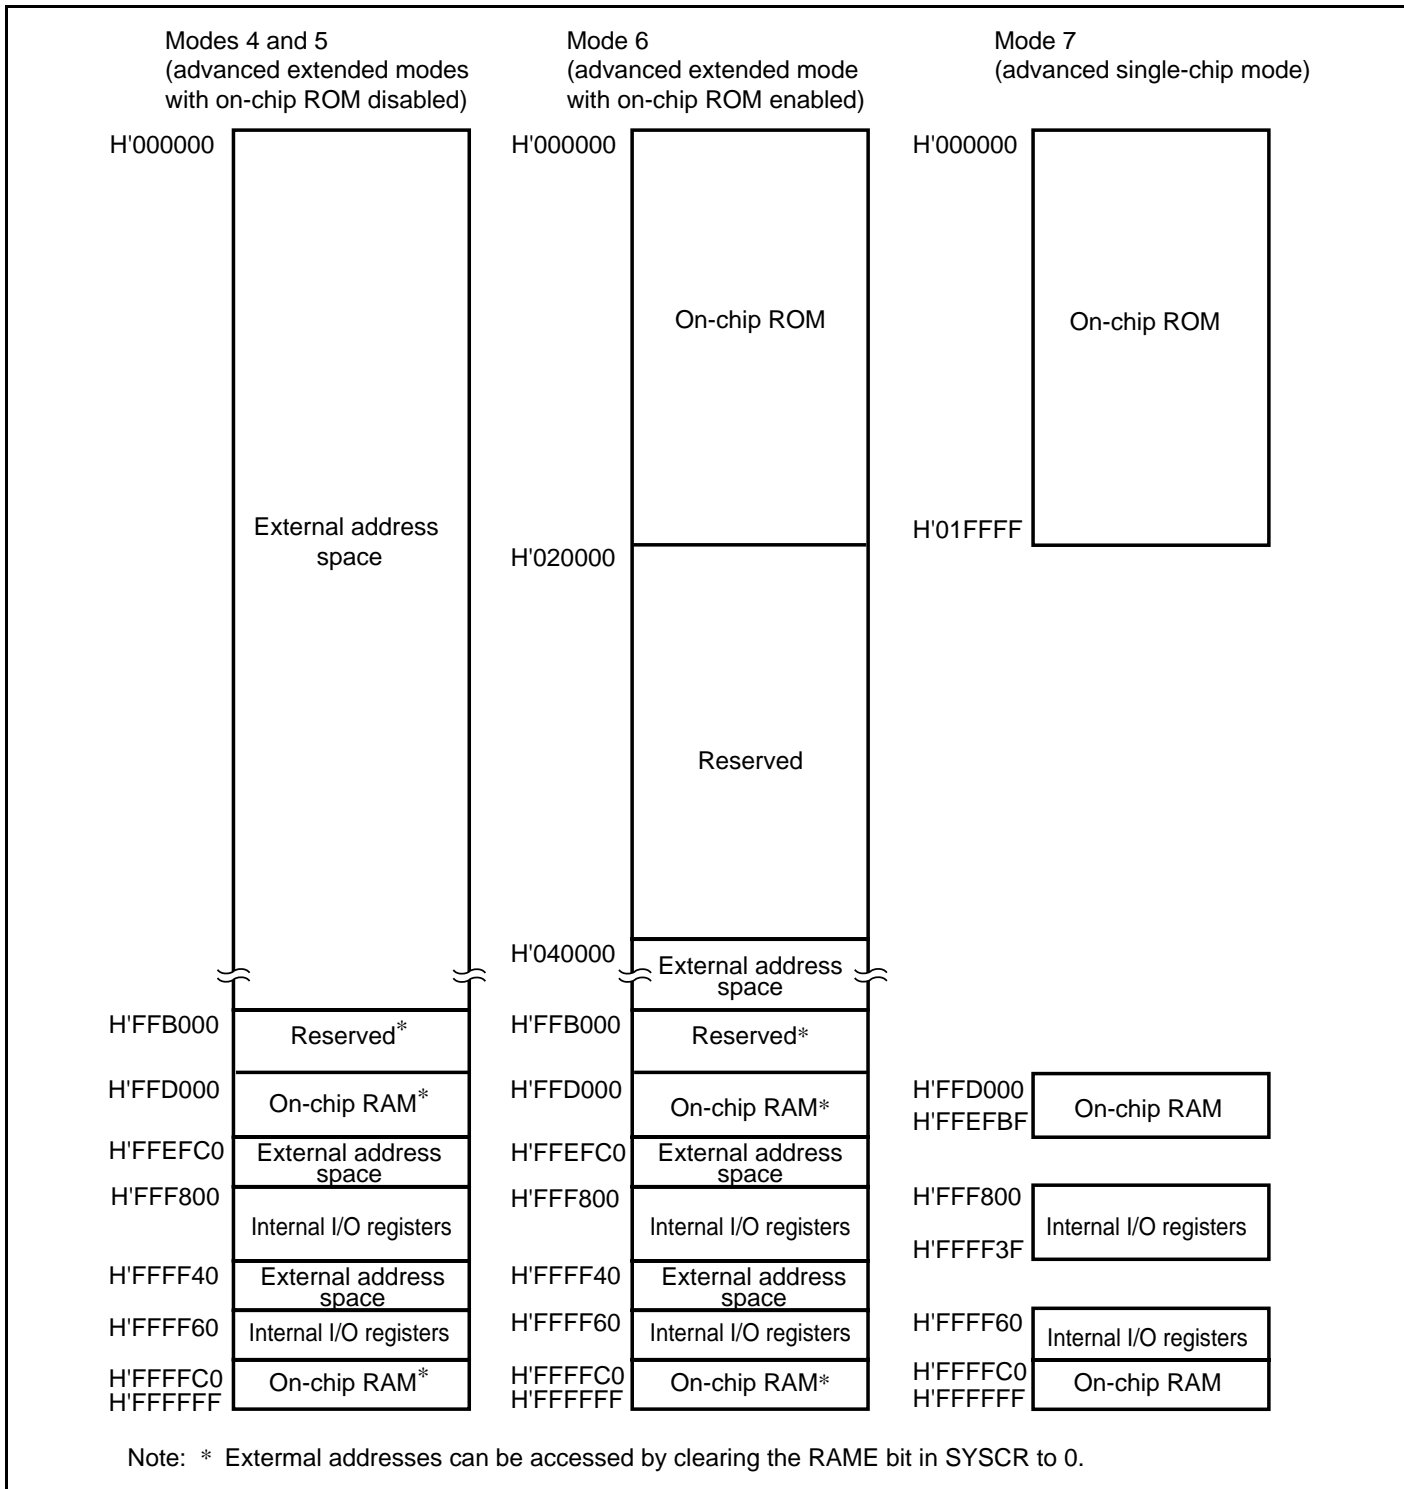 Modes 4 and 5
(advanced extended modes
with on-chip ROM disabled)
H'000000
External address
space
H'FFB000
Reserved*
H'FFD000
On-chip RAM*
H'FFEFC0
External address
space
H'FFF800
Internal I/O registers
H'FFFF40
External address
space
H'FFFF60
Internal I/O registers
H'FFFFC0
On-chip RAM*
H'FFFFFF
Mode 6
(advanced extended mode
with on-chip ROM enabled)
H'000000
On-chip ROM
H'020000
Reserved
H'040000
External address
space
H'FFB000
Reserved*
H'FFD000
On-chip RAM*
H'FFEFC0
External address
space
H'FFF800
Internal I/O registers
H'FFFF40
External address
space
H'FFFF60
Internal I/O registers
H'FFFFC0
On-chip RAM*
H'FFFFFF
Mode 7
(advanced single-chip mode)
H'000000
On-chip ROM
H'01FFFF
H'FFD000
On-chip RAM
H'FFEFBF
H'FFF800
Internal I/O registers
H'FFFF3F
H'FFFF60
Internal I/O registers
H'FFFFC0
On-chip RAM
H'FFFFFF
Note: * Extermal addresses can be accessed by clearing the RAME bit in SYSCR to 0.